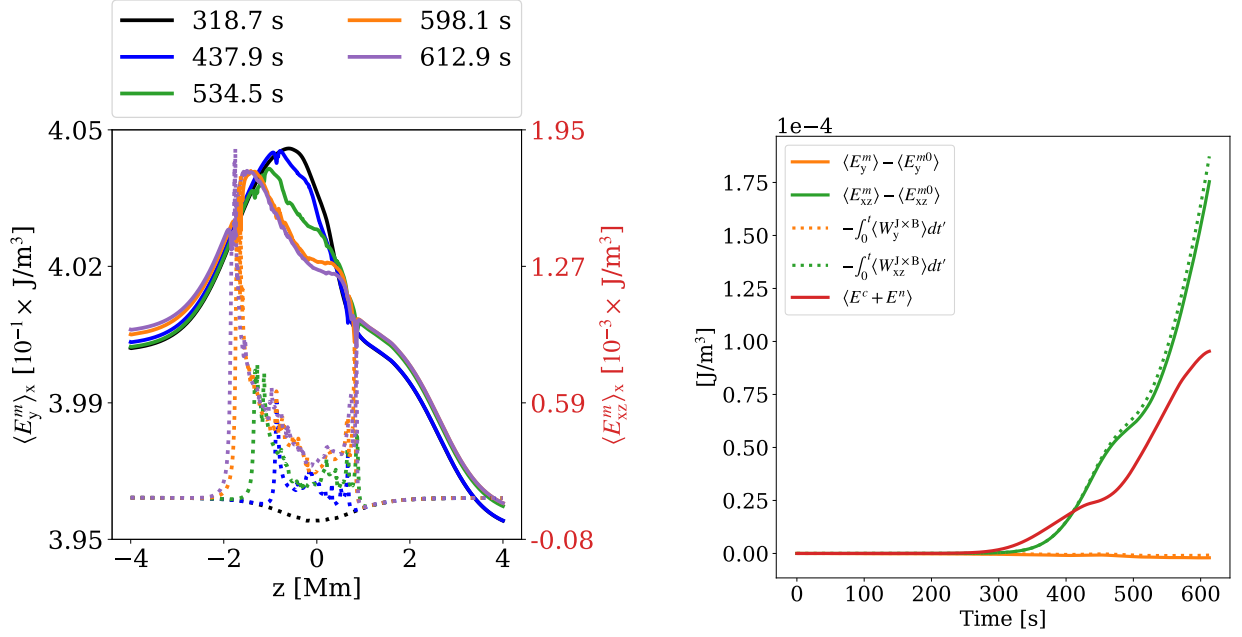 318.7 s
437.9 s
534.5 s
598.1 s
612.9 s
4.05
4.02
3.99
3.95
⟨E_y^m⟩_x [10^−1 × J/m^3]
1.95
1.27
0.59
-0.08
⟨E_xz^m⟩_x [10^−3 × J/m^3]
−4
−2
0
2
4
z [Mm]
1e−4
⟨E_y^m⟩ − ⟨E_y^m0⟩
⟨E_xz^m⟩ − ⟨E_xz^m0⟩
−∫_0^t⟨W_y^J×B⟩dt′
−∫_0^t⟨W_xz^J×B⟩dt′
⟨E^c + E^n⟩
1.75
1.50
1.25
1.00
0.75
0.50
0.25
0.00
[J/m^3]
0
100
200
300
400
500
600
Time [s]